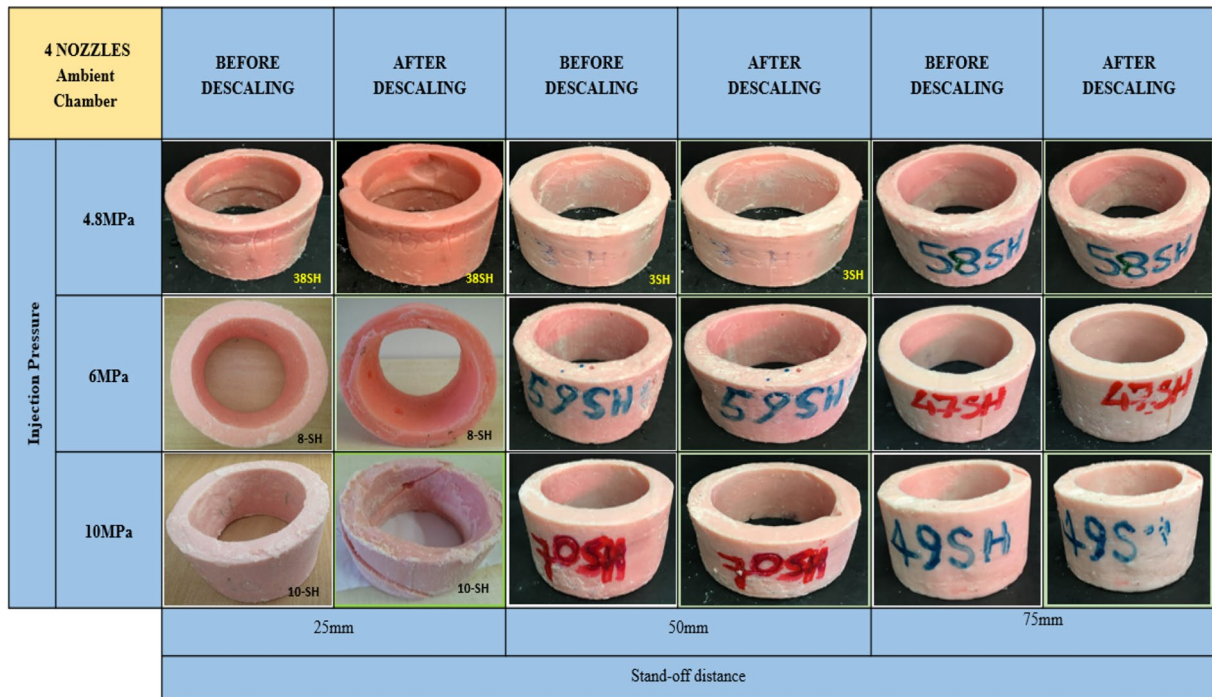 4 NOZZLES
Ambient
Chamber
BEFORE
DESCALING
AFTER
DESCALING
BEFORE
DESCALING
AFTER
DESCALING
BEFORE
DESCALING
AFTER
DESCALING
Injection Pressure
4.8MPa
38SH
38SH
3SH
3SH
58SH
58SH
6MPa
8-SH
8-SH
59SH
59SH
47SH
47SH
10MPa
10-SH
10-SH
70SH
70SH
49SH
49S
25mm
50mm
75mm
Stand-off distance